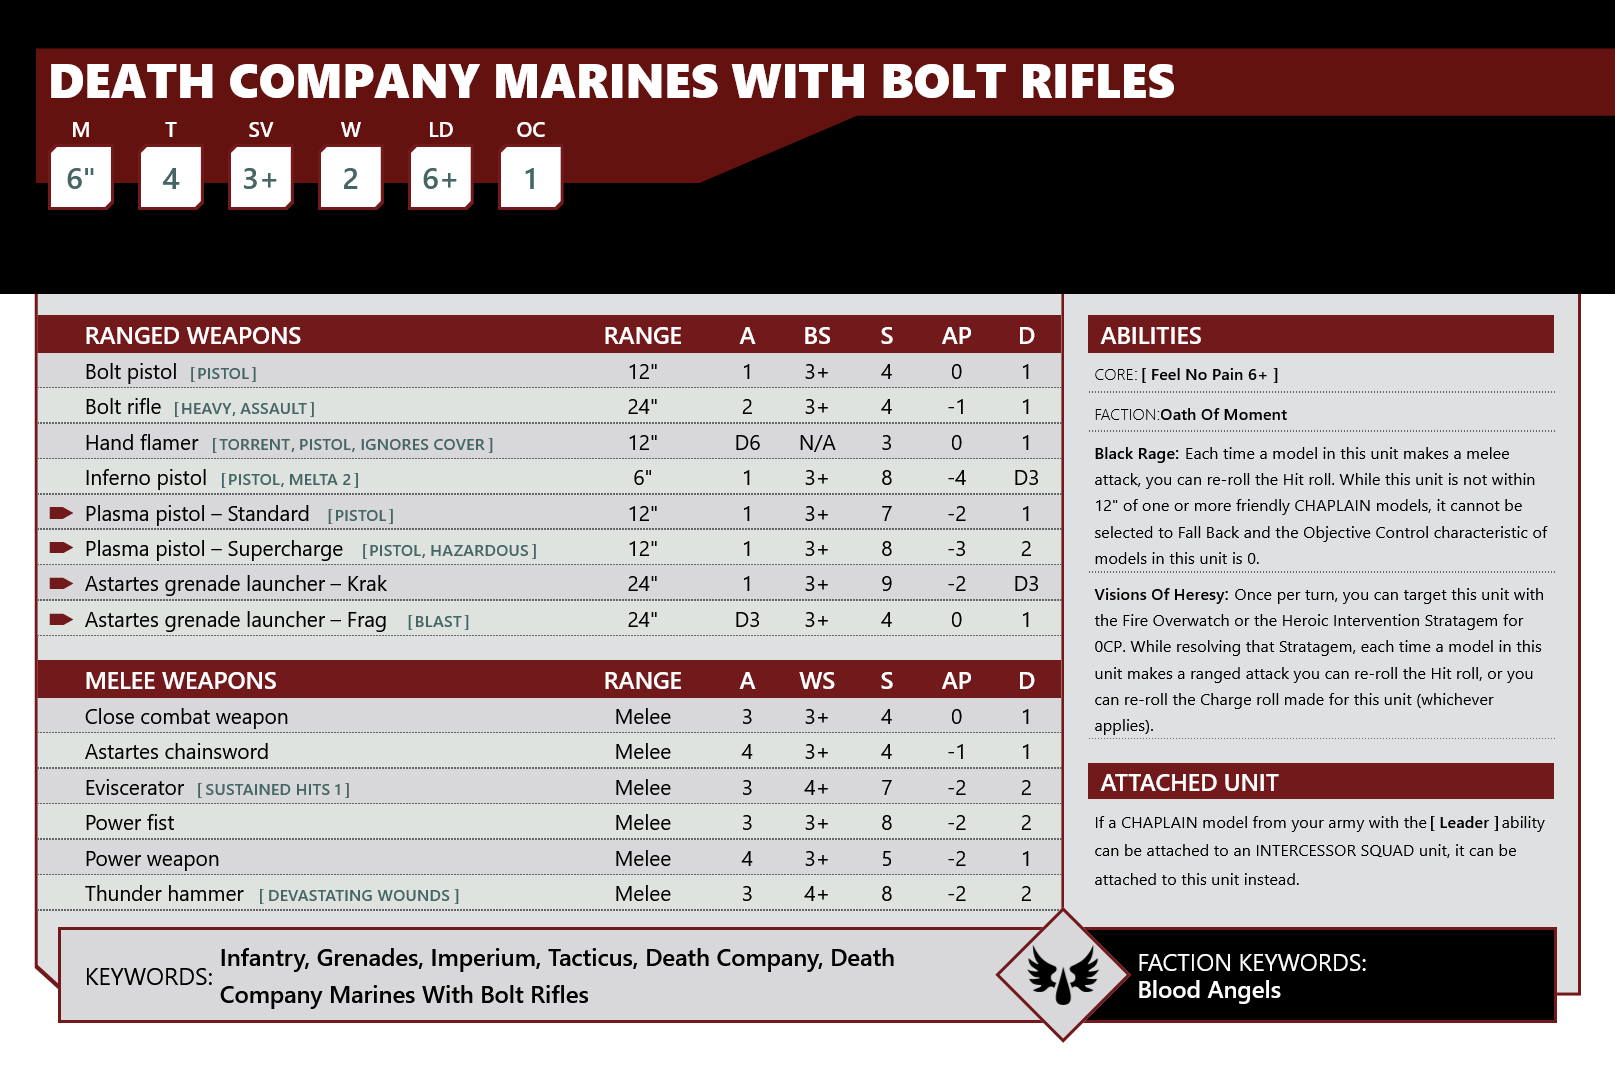 DEATH COMPANY MARINES WITH BOLT RIFLES
M T SV W LD OC
6" 4 3+ 2 6+ 1
RANGED WEAPONS RANGE A BS S AP D
Bolt pistol [PISTOL] 12" 1 3+ 4 0 1
Bolt rifle [HEAVY, ASSAULT] 24" 2 3+ 4 -1 1
Hand flamer [TORRENT, PISTOL, IGNORES COVER] 12" D6 N/A 3 0 1
Inferno pistol [PISTOL, MELTA 2] 6" 1 3+ 8 -4 D3
Plasma pistol – Standard [PISTOL] 12" 1 3+ 7 -2 1
Plasma pistol – Supercharge [PISTOL, HAZARDOUS] 12" 1 3+ 8 -3 2
Astartes grenade launcher – Krak 24" 1 3+ 9 -2 D3
Astartes grenade launcher – Frag [BLAST] 24" D3 3+ 4 0 1
MELEE WEAPONS RANGE A WS S AP D
Close combat weapon Melee 3 3+ 4 0 1
Astartes chainsword Melee 4 3+ 4 -1 1
Eviscerator [SUSTAINED HITS 1] Melee 3 4+ 7 -2 2
Power fist Melee 3 3+ 8 -2 2
Power weapon Melee 4 3+ 5 -2 1
Thunder hammer [DEVASTATING WOUNDS] Melee 3 4+ 8 -2 2
ABILITIES
CORE: [ Feel No Pain 6+ ]
FACTION:Oath Of Moment
Black Rage: Each time a model in this unit makes a melee
attack, you can re-roll the Hit roll. While this unit is not within
12" of one or more friendly CHAPLAIN models, it cannot be
selected to Fall Back and the Objective Control characteristic of
models in this unit is 0.
Visions Of Heresy: Once per turn, you can target this unit with
the Fire Overwatch or the Heroic Intervention Stratagem for
0CP. While resolving that Stratagem, each time a model in this
unit makes a ranged attack you can re-roll the Hit roll, or you
can re-roll the Charge roll made for this unit (whichever
applies).
ATTACHED UNIT
If a CHAPLAIN model from your army with the [ Leader ] ability
can be attached to an INTERCESSOR SQUAD unit, it can be
attached to this unit instead.
KEYWORDS: Infantry, Grenades, Imperium, Tacticus, Death Company, Death
Company Marines With Bolt Rifles
FACTION KEYWORDS:
Blood Angels